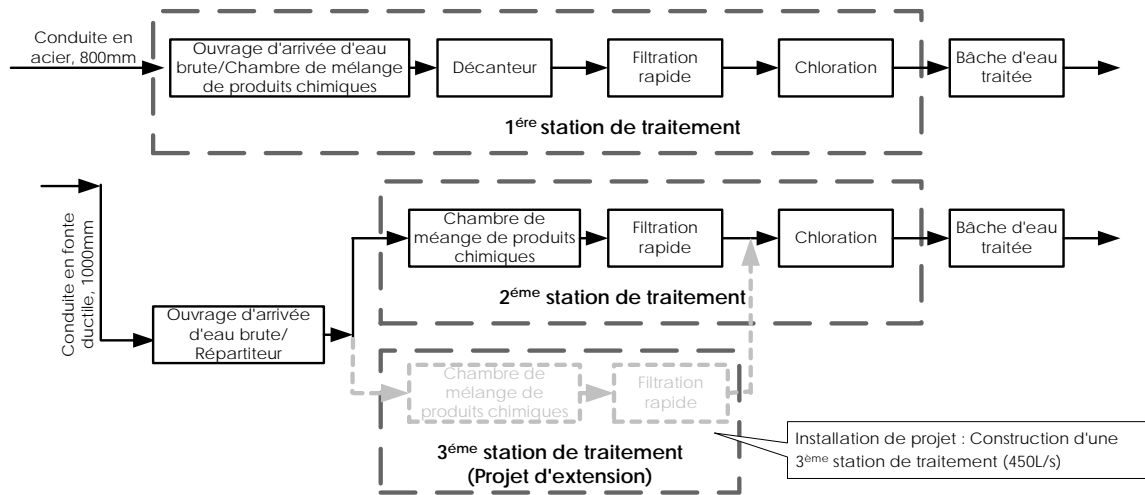 Conduite en
acier, 800mm
Ouvrage d'arrivée d'eau
brute/Chambre de mélange
de produits chimiques
Décanteur
Filtration
rapide
Chloration
Bâche d'eau
traitée
1ére station de traitement
Conduite en fonte
ductile, 1000mm
Ouvrage d'arrivée
d'eau brute/
Répartiteur
Chambre de
méange de produits
chimiques
Filtration
rapide
Chloration
Bâche d'eau
traitée
2éme station de traitement
Chambre de
mélange de
produits chimiques
Filtration
rapide
3éme station de traitement
(Projet d'extension)
Installation de projet : Construction d'une
3ème station de traitement (450L/s)